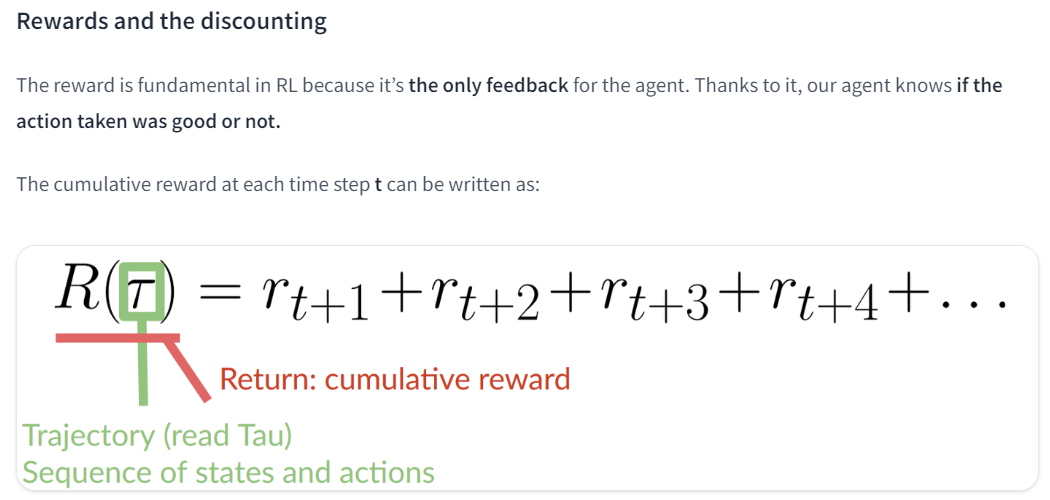 Rewards and the discounting
The reward is fundamental in RL because it’s the only feedback for the agent. Thanks to it, our agent knows if the
action taken was good or not.
The cumulative reward at each time step t can be written as:
R(τ) = r_{t+1} + r_{t+2} + r_{t+3} + r_{t+4} + . . .
Return: cumulative reward
Trajectory (read Tau)
Sequence of states and actions